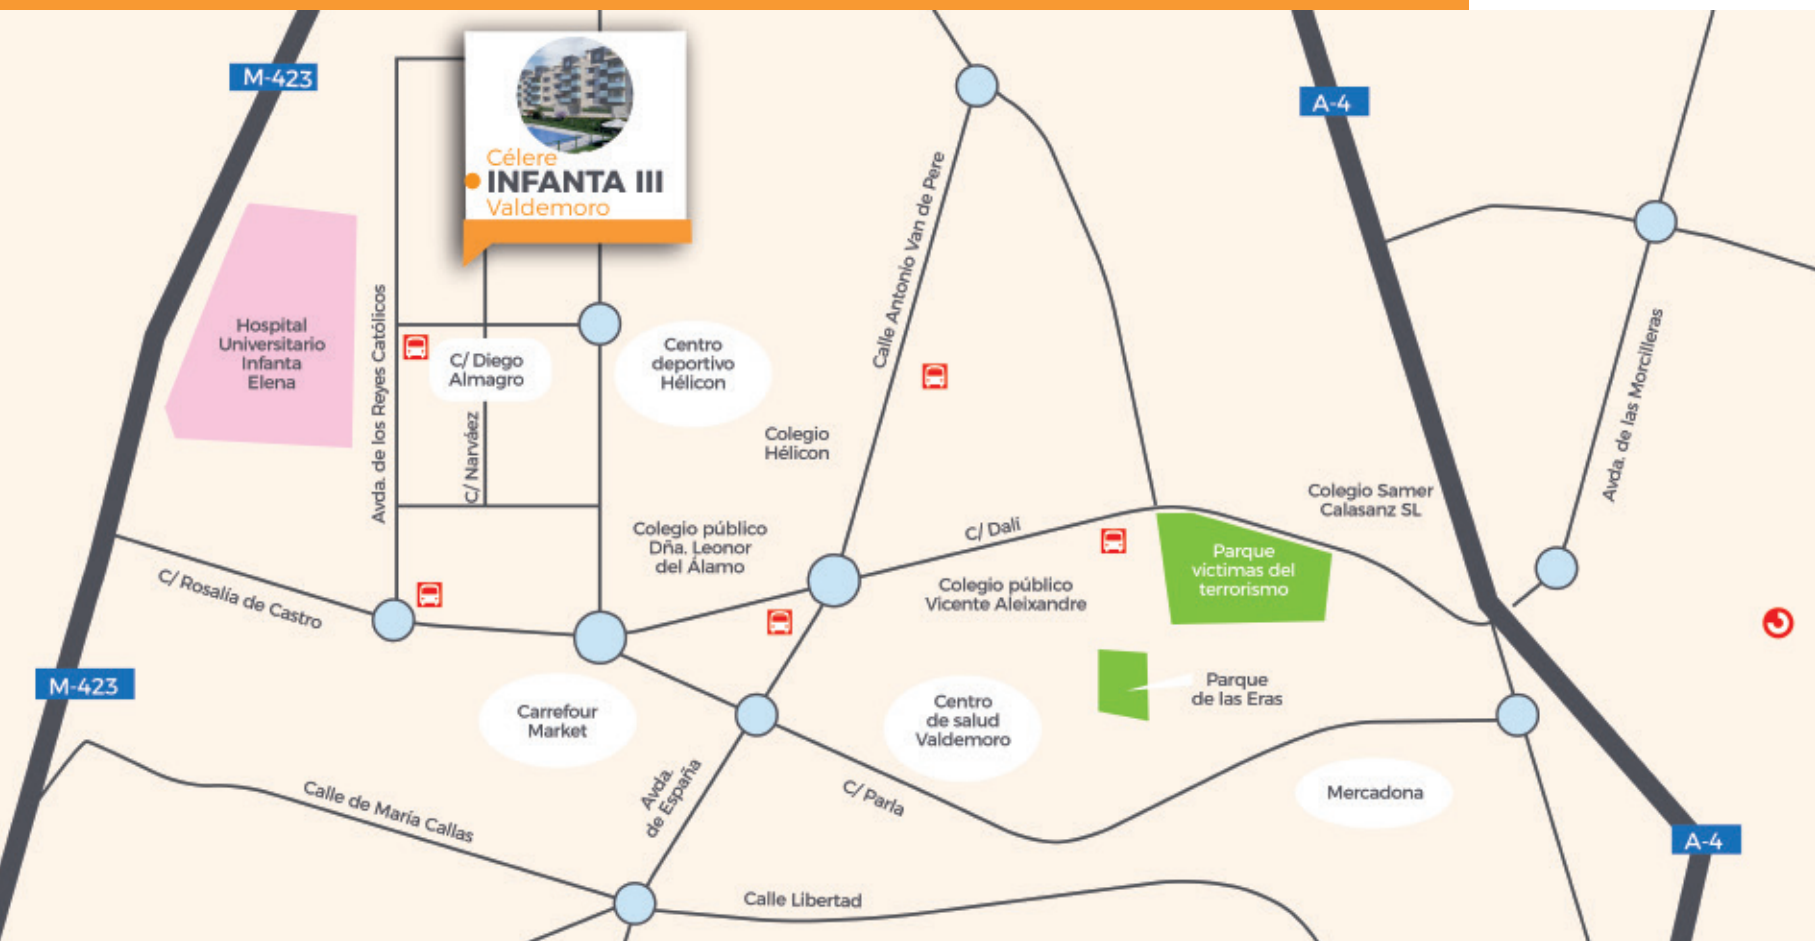 M-423
A-4
Célere
INFANTA III
Valdemoro
Calle Antonio Van de Pere
Hospital
Universitario
Infanta
Elena
Avda. de los Reyes Católicos
C/ Diego
Almagro
Centro
deportivo
Hélicon
Avda. de las Morcilleras
C/ Narváez
Colegio
Hélicon
Colegio Samer
Calasanz SL
Colegio público
Dña. Leonor
del Álamo
C/ Dalí
Parque
víctimas del
terrorismo
C/ Rosalía de Castro
Colegio público
Vicente Aleixandre
M-423
Parque
de las Eras
Carrefour
Market
Centro
de salud
Valdemoro
Avda.
de España
C/ Parla
Mercadona
Calle de María Callas
A-4
Calle Libertad